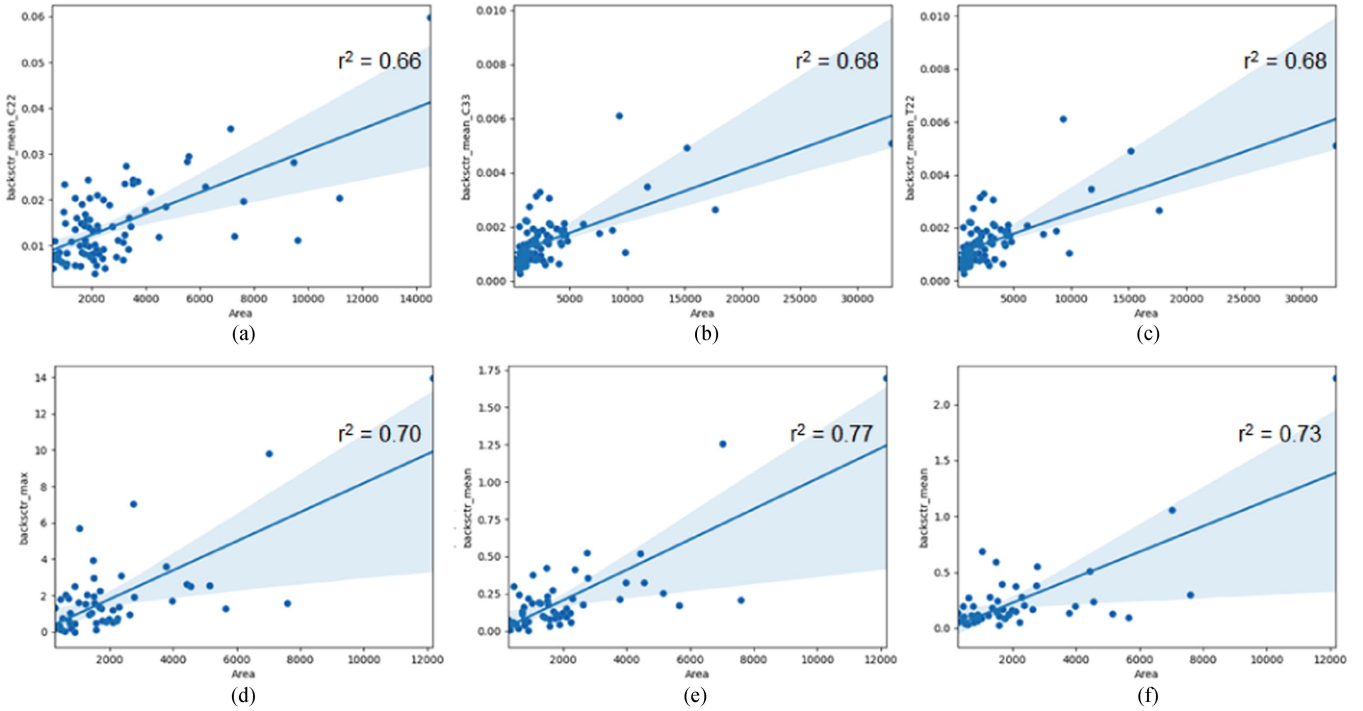 0.06
0.05
0.04
0.03
0.02
0.01
backsctr_mean_C22
r² = 0.66
2000 4000 6000 8000 10000 12000 14000
Area
(a)
0.010
0.008
0.006
0.004
0.002
0.000
backsctr_mean_C33
r² = 0.68
5000 10000 15000 20000 25000 30000
Area
(b)
0.010
0.008
0.006
0.004
0.002
0.000
backsctr_mean_T22
r² = 0.68
5000 10000 15000 20000 25000 30000
Area
(c)
14
12
10
8
6
4
2
0
backsctr_max
r² = 0.70
2000 4000 6000 8000 10000 12000
Area
(d)
1.75
1.50
1.25
1.00
0.75
0.50
0.25
0.00
backsctr_mean
r² = 0.77
2000 4000 6000 8000 10000 12000
Area
(e)
2.0
1.5
1.0
0.5
0.0
backsctr_mean
r² = 0.73
2000 4000 6000 8000 10000 12000
Area
(f)